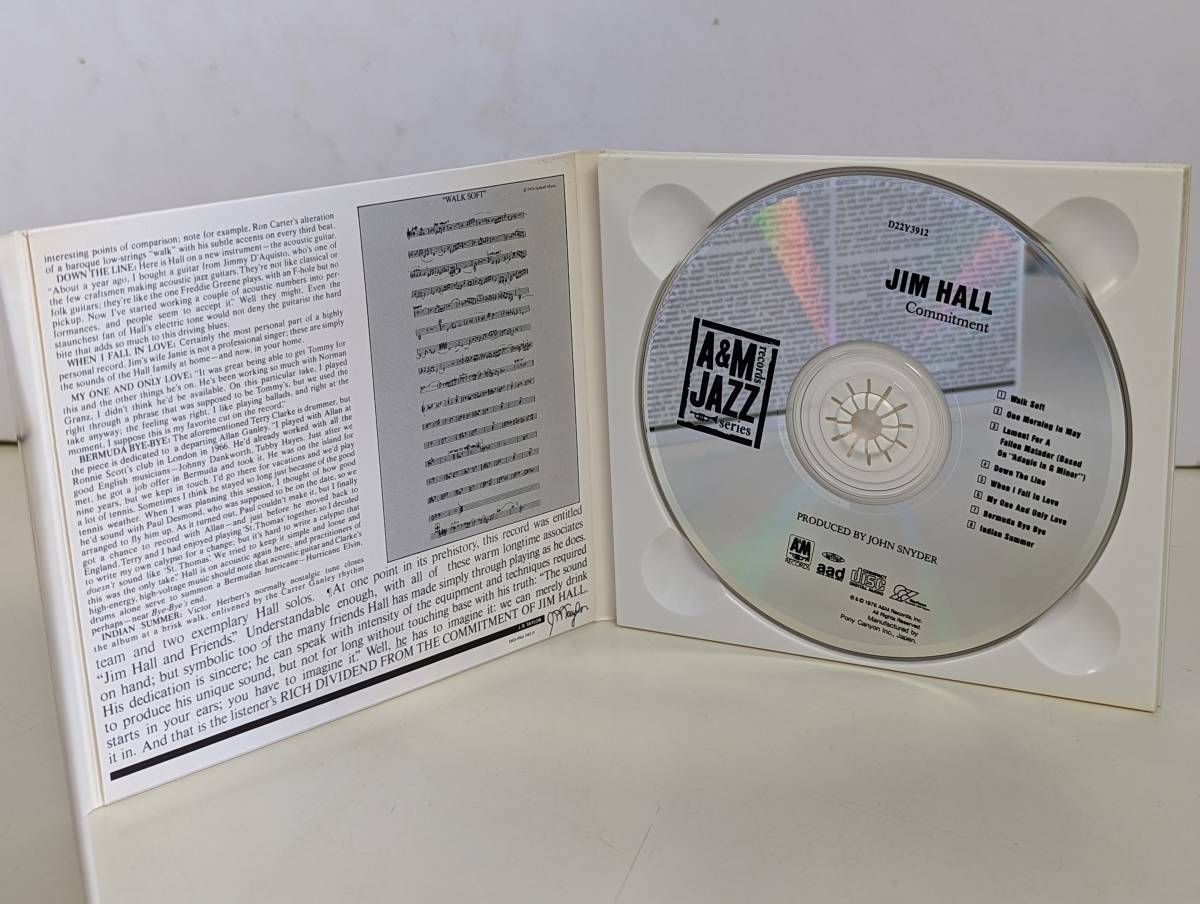 interesting points of comparison; note for example, Ron Carter's alteration
of a baroque low-strings "walk" with his subtle accents on every third beat.
DOWN THE LINE: Here is Hall on a new instrument—the acoustic guitar.
"About a year ago, I bought a guitar from Jimmy D'Aquisto, who's one of
the few craftsmen making acoustic jazz guitars. They're not like classical or
folk guitars; they're like the one Freddie Greene plays, with an F-hole but no
pickup. Now I've started working a couple of acoustic numbers into per-
formances, and people seem to accept it." Well they might. Even the
staunchest fan of Hall's electric tone would not deny the guitarist the hard
bite that adds so much to this driving blues.
WHEN I FALL IN LOVE: Certainly the most personal part of a highly
personal record, Jim's wife Janie is not a professional singer; these are simply
the sounds of the Hall family at home—and now, in your home.
MY ONE AND ONLY LOVE: "It was great being able to get Tommy for
this and the other things he's on. He's been working so much with Norman
Granz, I didn't think he'd be available. On this particular take, I played
right through a phrase that was supposed to be Tommy's, but we used the
take anyway; the feeling was right. I like playing ballads, and right at the
moment, I suppose this is my favorite cut on the record."
BERMUDA BYE-BYE: The aforementioned Terry Clarke is drummer, but
the piece is dedicated to a departing Allan Ganley. "I played with Allan at
Ronnie Scott's club in London in 1966. He'd already worked with all the
good English musicians—Johnny Dankworth, Tubby Hayes. Just after we
met, he got a job offer in Bermuda and took it. He was on the island for
nine years, but we kept in touch. I'd go there for vacations and we'd play
a lot of tennis. Sometimes I think he stayed so long just because of the good
tennis weather. When I was planning this session, I thought of how good
he'd sound with Paul Desmond, who was supposed to be on the date, so we
arranged to fly him up. As it turned out, Paul couldn't make it, but I finally
got a chance to record with Allan—and just before he moved back to
England. Terry and I had enjoyed playing 'St. Thomas' together, so I decided
to write my own calypso for a change; but it's hard to write a calypso that
doesn't sound like 'St. Thomas.' We tried to keep it simple and loose and
this was the only take." Hall is on acoustic again here, and practitioners of
high-energy, high-voltage music should note that acoustic guitar and Clarke's
drums alone serve to summon a Bermudan hurricane—Hurricane Elvin,
perhaps—near Bye-Bye's end.
INDIAN SUMMER: Victor Herbert's normally nostalgic tune closes
the album at a brisk walk, enlivened by the Carter Ganley rhythm
team and two exemplary Hall solos. ¶At one point in its prehistory, this record was entitled
"Jim Hall and Friends." Understandable enough, with all of these warm longtime associates
on hand; but symbolic too of the many friends Hall has made simply through playing as he does.
His dedication is sincere; he can speak with intensity of the equipment and techniques required
to produce his unique sound, but not for long without touching base with his truth: "The sound
starts in your ears; you have to imagine it." Well, he has to imagine it: we can merely drink
it in. And that is the listener's RICH DIVIDEND FROM THE COMMITMENT OF JIM HALL.
J. R. TAYLOR
"WALK SOFT"
D22Y3912
JIM HALL
Commitment
A&M
records
JAZZ
series
1 Walk Soft
2 One Morning in May
3 Lament For A
Fallen Matador (Based
On "Adagio in G Minor")
4 Down The Line
5 When I Fall in Love
6 My One And Only Love
7 Bermuda Bye Bye
8 Indian Summer
PRODUCED BY JOHN SNYDER
A&M
RECORDS
aad
COMPACT
disc
DIGITAL AUDIO
℗&© 1976 A&M Records, Inc.
All Rights Reserved.
Manufactured by
Pony Canyon Inc., Japan.